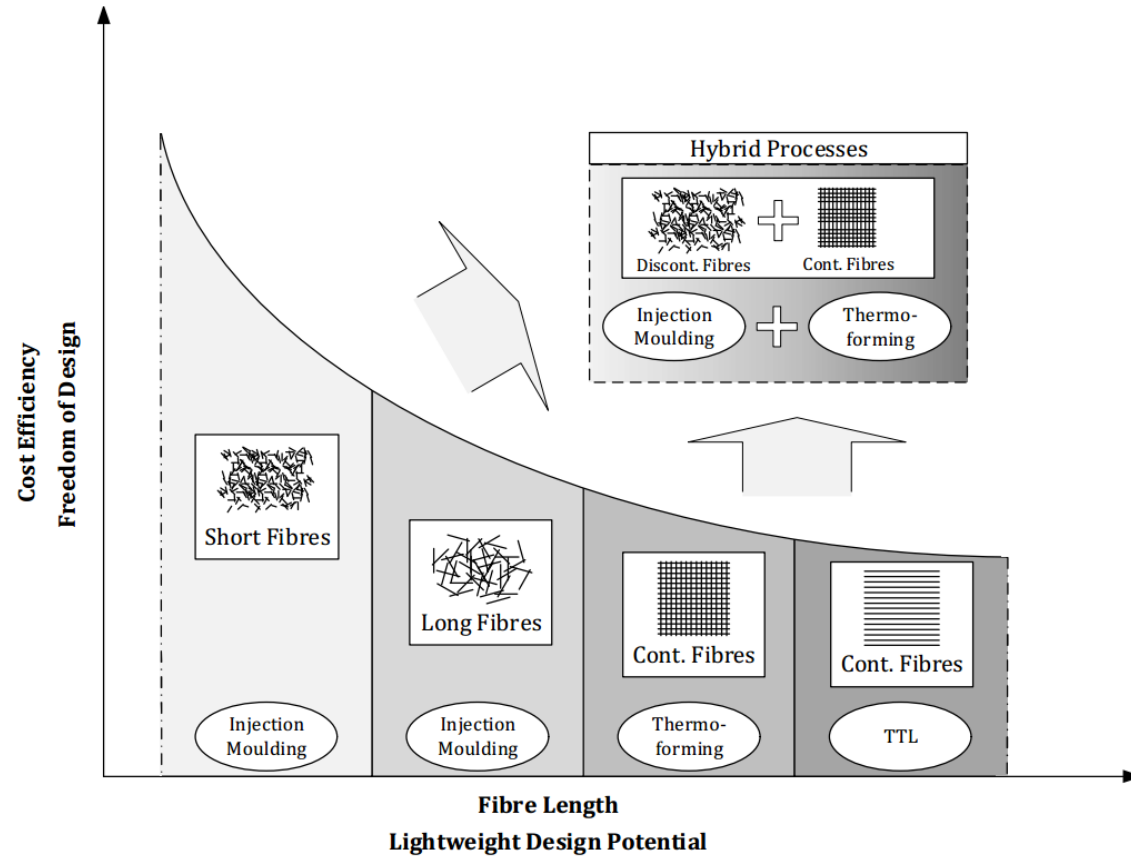 Cost Efficiency
Freedom of Design
Hybrid Processes
Discont. Fibres
Cont. Fibres
Injection
Moulding
Thermo-
forming
Short Fibres
Long Fibres
Cont. Fibres
Cont. Fibres
Injection
Moulding
Injection
Moulding
Thermo-
forming
TTL
Fibre Length
Lightweight Design Potential